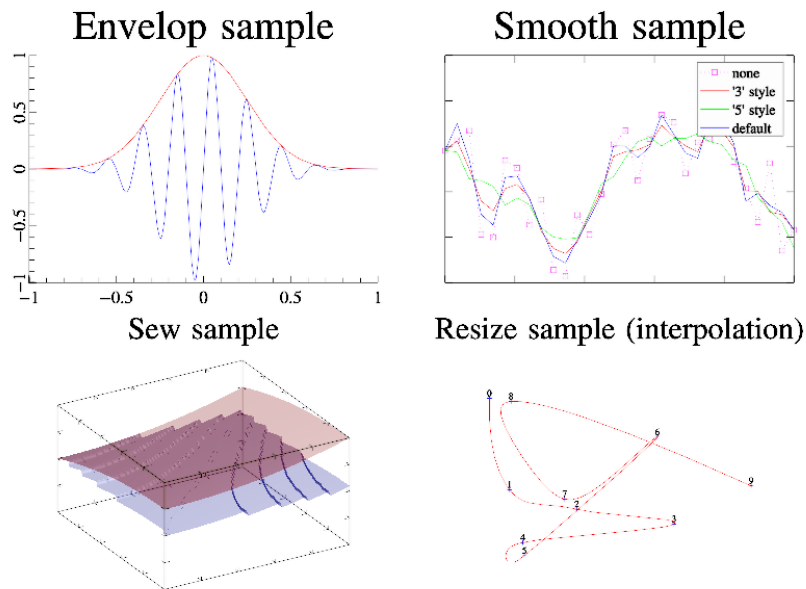 Envelop sample
Smooth sample
1
0.5
0
−0.5
−1
−1
−0.5
0
0.5
1
none
'3' style
'5' style
default
Sew sample
Resize sample (interpolation)
0
8
6
1
7
2
9
3
4
5